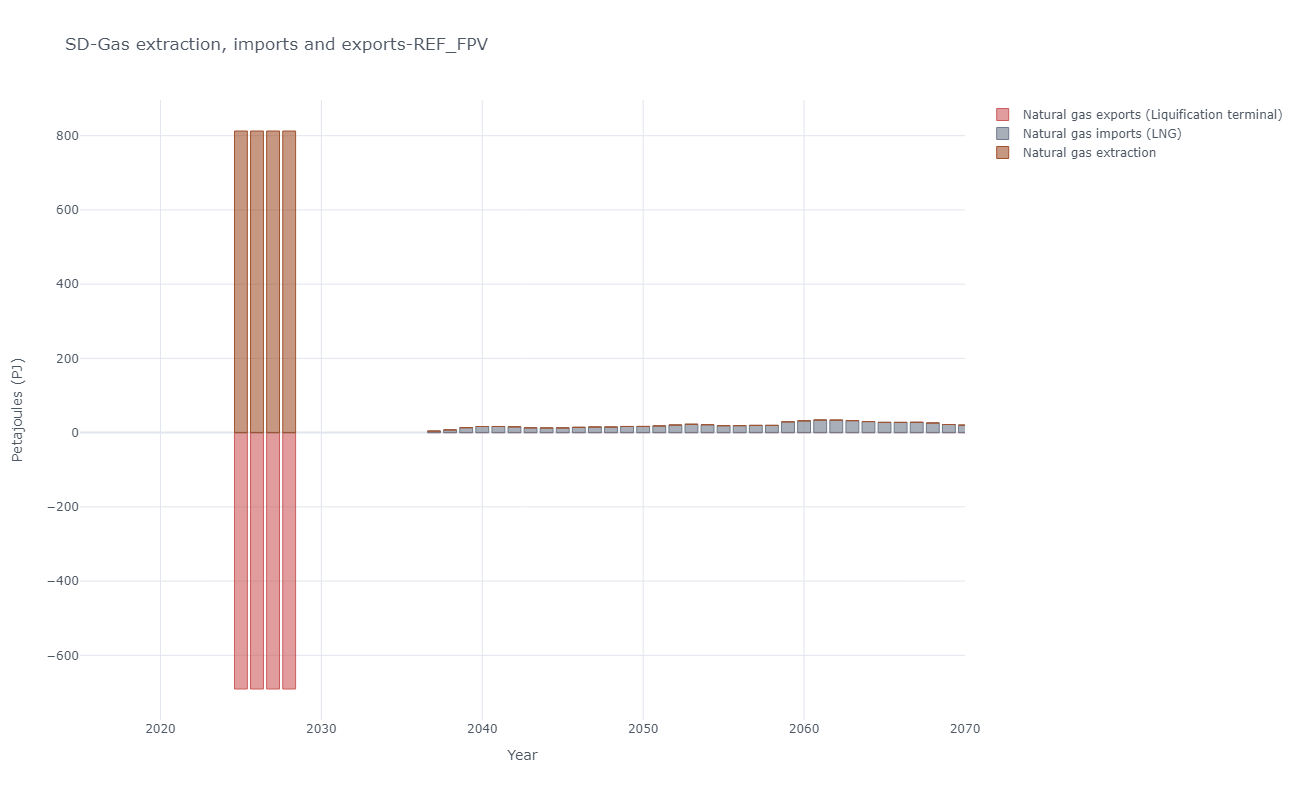 SD-Gas extraction, imports and exports-REF_FPV
Natural gas exports (Liquification terminal)
Natural gas imports (LNG)
Natural gas extraction
Petajoules (PJ)
800
600
400
200
0
−200
−400
−600
2020
2030
2040
2050
2060
2070
Year